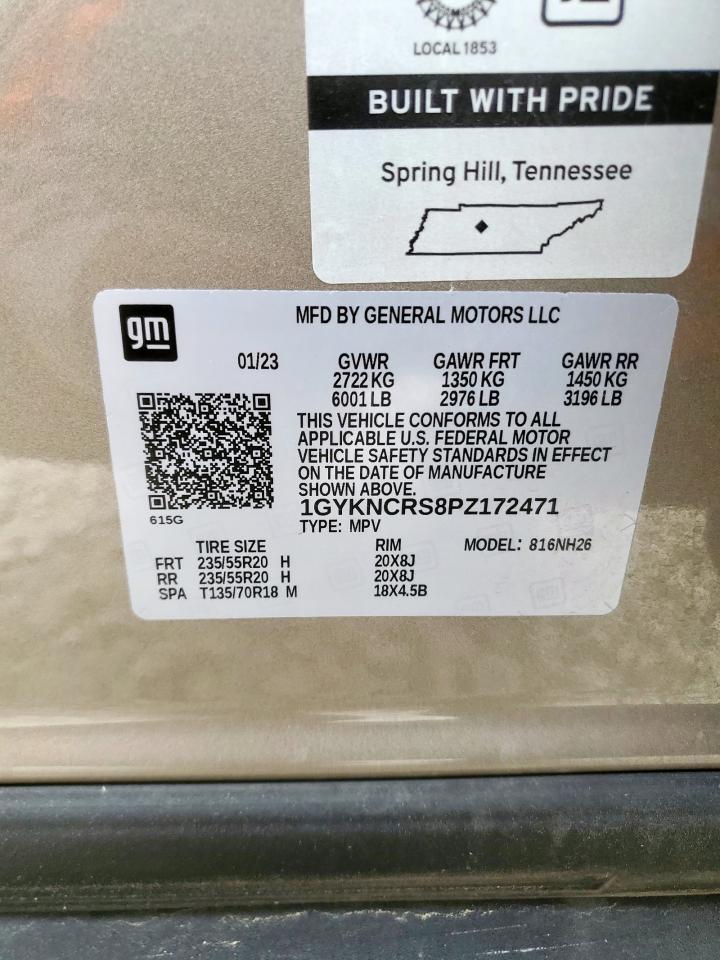 LOCAL 1853
BUILT WITH PRIDE
Spring Hill, Tennessee
gm
MFD BY GENERAL MOTORS LLC
01/23 GVWR GAWR FRT GAWR RR
2722 KG 1350 KG 1450 KG
6001 LB 2976 LB 3196 LB
THIS VEHICLE CONFORMS TO ALL
APPLICABLE U.S. FEDERAL MOTOR
VEHICLE SAFETY STANDARDS IN EFFECT
ON THE DATE OF MANUFACTURE
SHOWN ABOVE.
1GYKNCRS8PZ172471
615G
TYPE: MPV
TIRE SIZE RIM MODEL: 816NH26
FRT 235/55R20 H 20X8J
RR 235/55R20 H 20X8J
SPA T135/70R18 M 18X4.5B